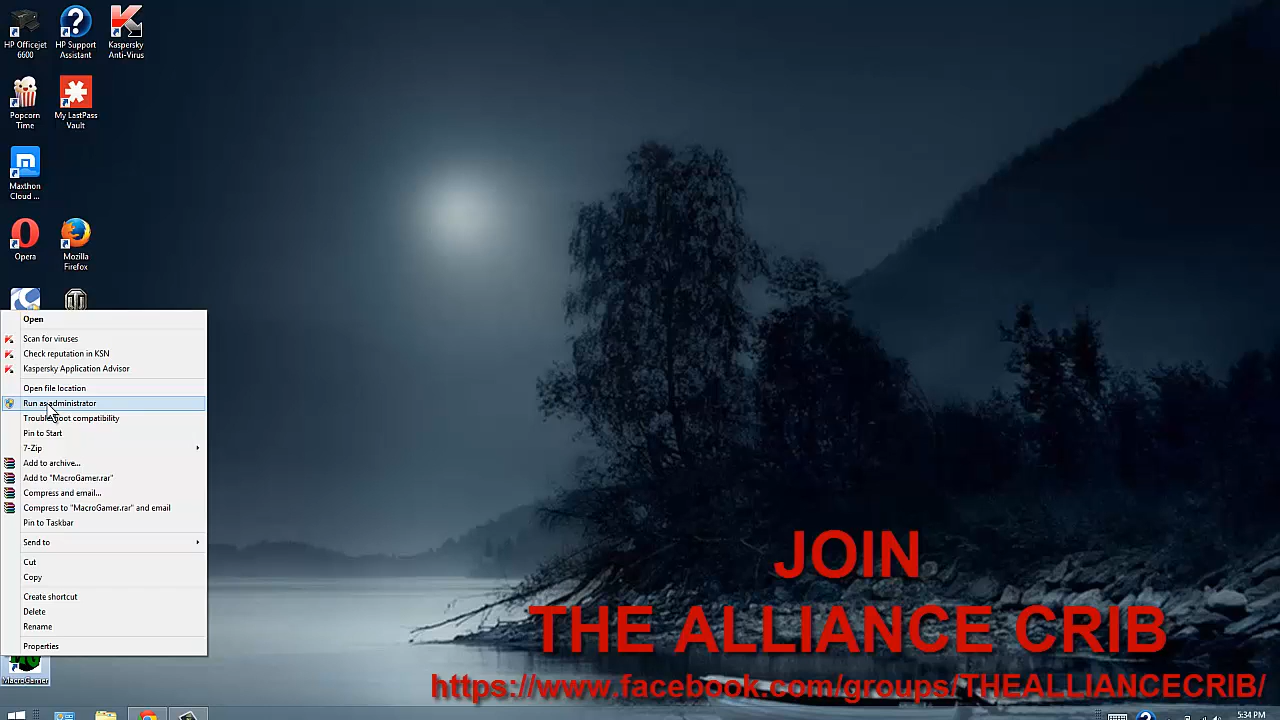 HP Officejet
6600
HP Support
Assistant
Kaspersky
Anti-Virus
Popcorn
Time
My LastPass
Vault
Maxthon
Cloud ...
Opera
Mozilla
Firefox
Open
Scan for viruses
Check reputation in KSN
Kaspersky Application Advisor
Open file location
Run as administrator
Troubleshoot compatibility
Pin to Start
7-Zip
Add to archive...
Add to "MacroGamer.rar"
Compress and email...
Compress to "MacroGamer.rar" and email
Pin to Taskbar
Send to
Cut
Copy
Create shortcut
Delete
Rename
Properties
MacroGamer
JOIN
THE ALLIANCE CRIB
https://www.facebook.com/groups/THEALLIANCECRIB/
5:34 PM